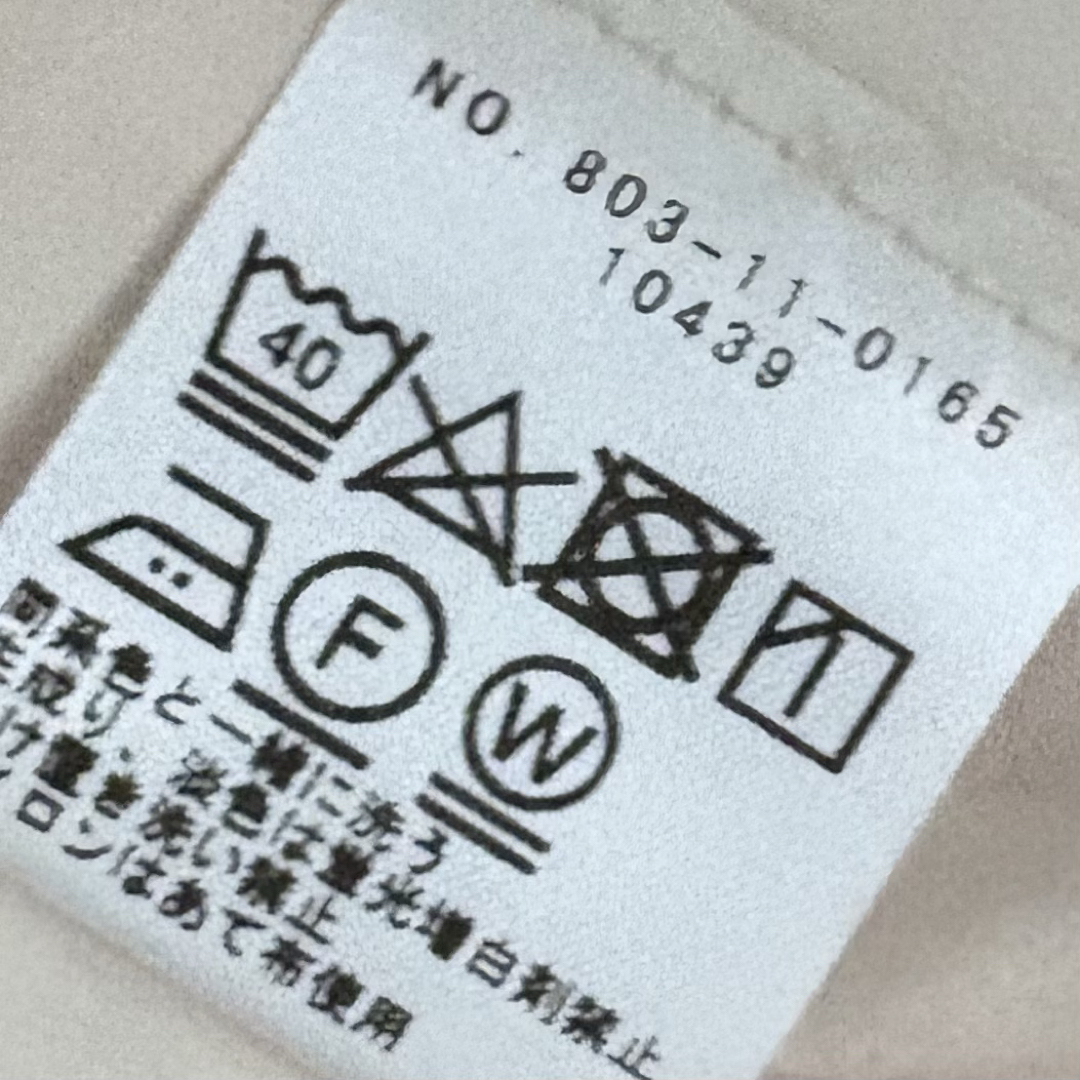 NO. 803-11-0165
10439
40
F
W
同系色と一緒に洗う
生成り、淡色は蛍光増白剤禁止
つけ置き洗い禁止
アイロンはあて布使用